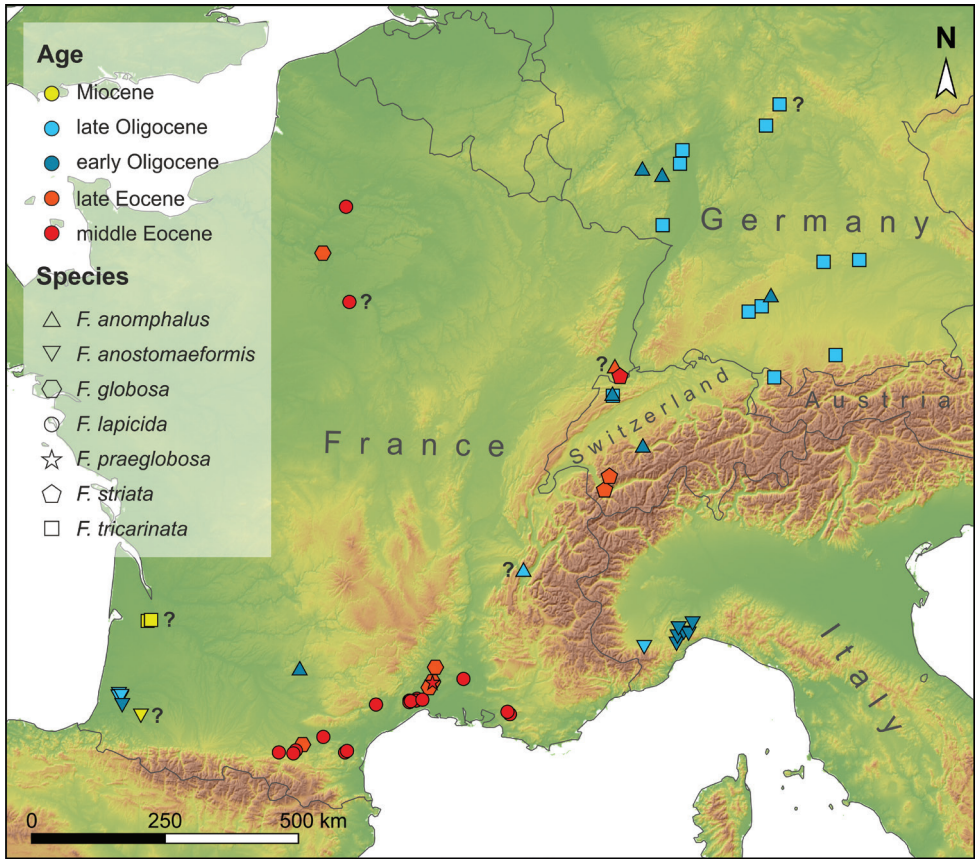 Age
Miocene
late Oligocene
early Oligocene
late Eocene
middle Eocene
Species
F. anomphalus
F. anostomaeformis
F. globosa
F. lapicida
F. praeglobosa
F. striata
F. tricarinata
N
?
Germany
?
?
Switzerland
Austria
France
?
?
Italy
?
0 250 500 km